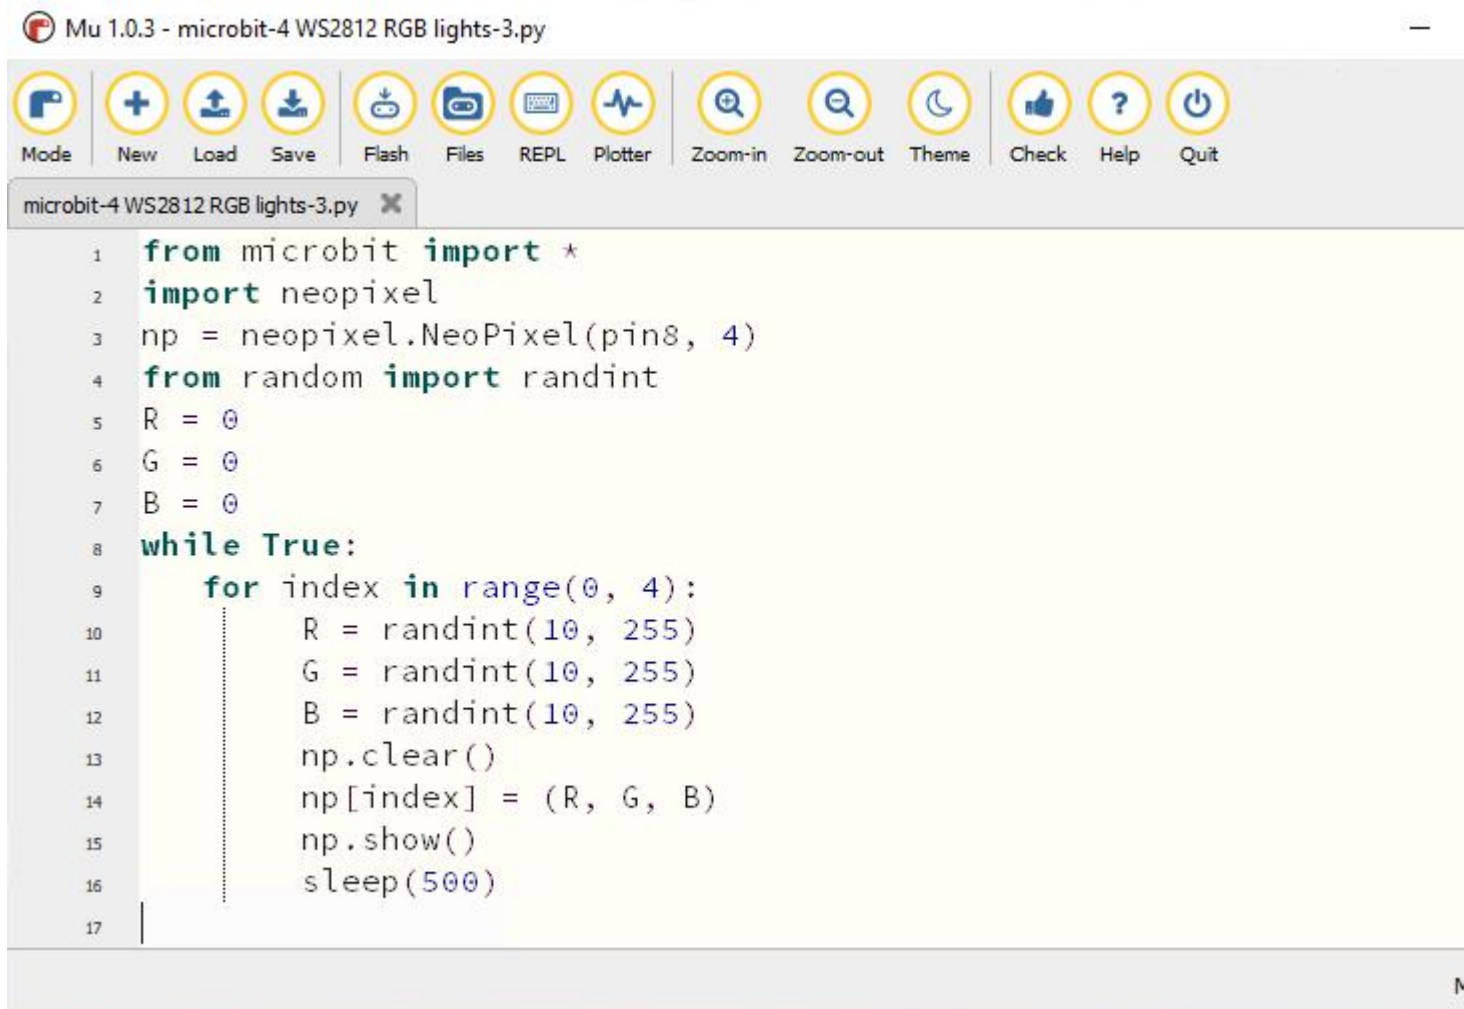 Mu 1.0.3 - microbit-4 WS2812 RGB lights-3.py
Mode New Load Save Flash Files REPL Plotter Zoom-in Zoom-out Theme Check Help Quit
microbit-4 WS2812 RGB lights-3.py
1 from microbit import *
2 import neopixel
3 np = neopixel.NeoPixel(pin8, 4)
4 from random import randint
5 R = 0
6 G = 0
7 B = 0
8 while True:
9 for index in range(0, 4):
10 R = randint(10, 255)
11 G = randint(10, 255)
12 B = randint(10, 255)
13 np.clear()
14 np[index] = (R, G, B)
15 np.show()
16 sleep(500)
17